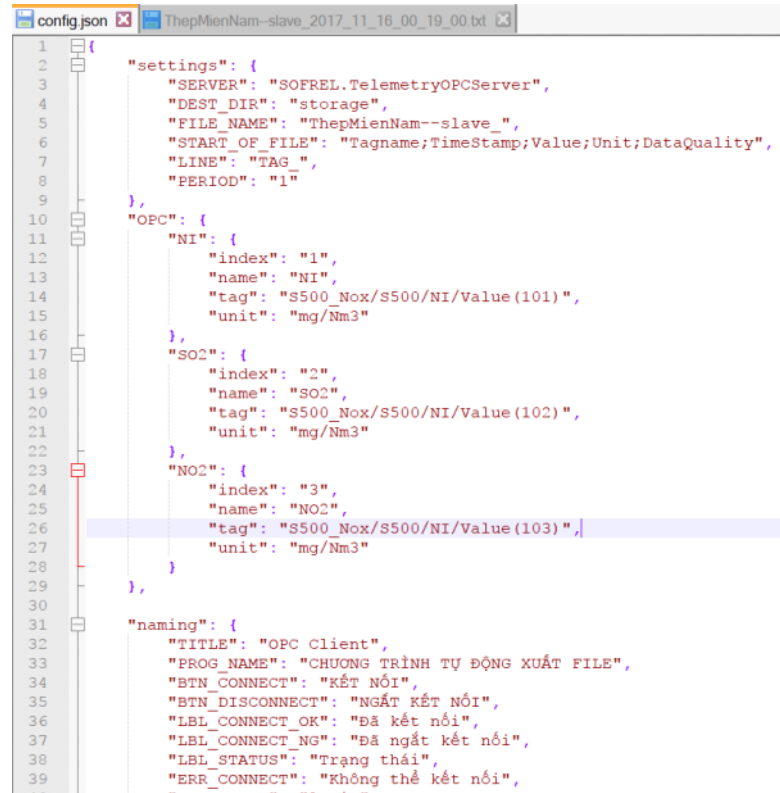 config.json ThepMienNam--slave_2017_11_16_00_19_00.txt
1 {
2 "settings": {
3 "SERVER": "SOFREL.TelemetryOPCServer",
4 "DEST_DIR": "storage",
5 "FILE_NAME": "ThepMienNam--slave_",
6 "START_OF_FILE": "Tagname;TimeStamp;Value;Unit;DataQuality",
7 "LINE": "TAG_",
8 "PERIOD": "1"
9 },
10 "OPC": {
11 "NI": {
12 "index": "1",
13 "name": "NI",
14 "tag": "S500_Nox/S500/NI/Value(101)",
15 "unit": "mg/Nm3"
16 },
17 "SO2": {
18 "index": "2",
19 "name": "SO2",
20 "tag": "S500_Nox/S500/NI/Value(102)",
21 "unit": "mg/Nm3"
22 },
23 "NO2": {
24 "index": "3",
25 "name": "NO2",
26 "tag": "S500_Nox/S500/NI/Value(103)",
27 "unit": "mg/Nm3"
28 }
29 },
30
31 "naming": {
32 "TITLE": "OPC Client",
33 "PROG_NAME": "CHƯƠNG TRÌNH TỰ ĐỘNG XUẤT FILE",
34 "BTN_CONNECT": "KẾT NỐI",
35 "BTN_DISCONNECT": "NGẮT KẾT NỐI",
36 "LBL_CONNECT_OK": "Đã kết nối",
37 "LBL_CONNECT_NG": "Đã ngắt kết nối",
38 "LBL_STATUS": "Trạng thái",
39 "ERR_CONNECT": "Không thể kết nối",